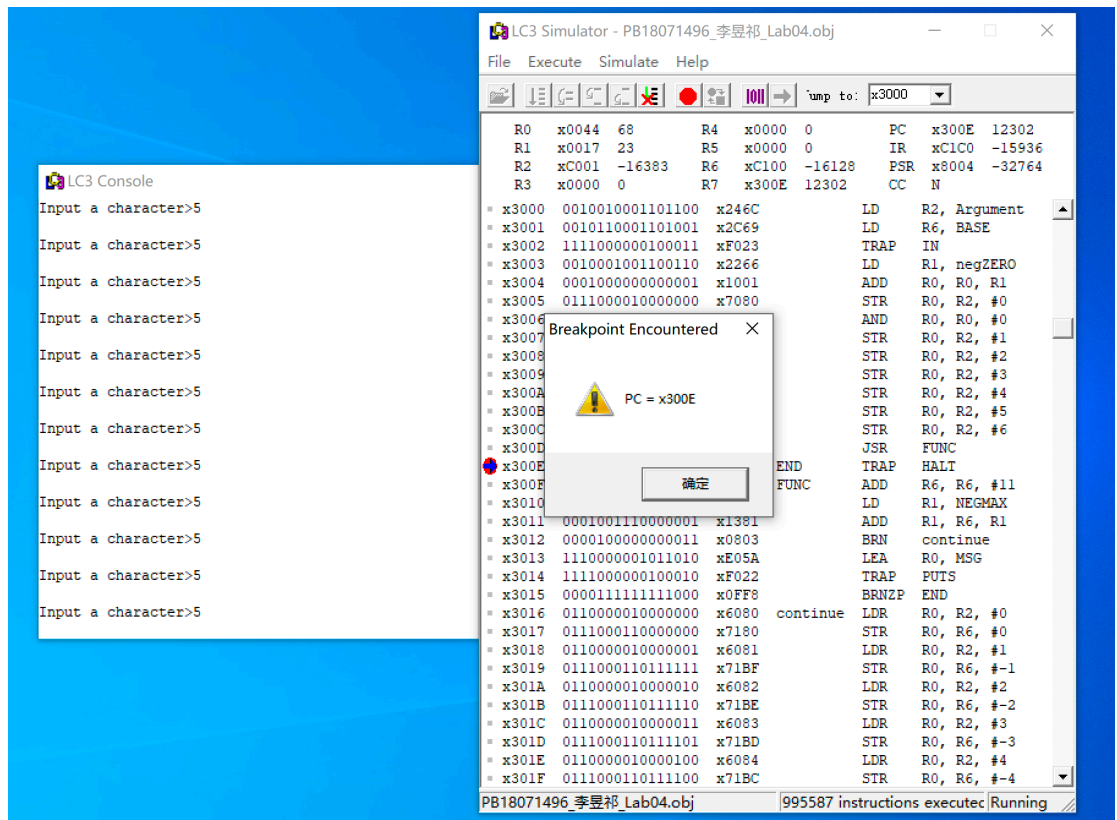 LC3 Console
Input a character>5
Input a character>5
Input a character>5
Input a character>5
Input a character>5
Input a character>5
Input a character>5
Input a character>5
Input a character>5
Input a character>5
Input a character>5
Input a character>5
LC3 Simulator - PB18071496_李昱祁_Lab04.obj
File Execute Simulate Help
Jump to: x3000
R0 x0044 68 R4 x0000 0 PC x300E 12302
R1 x0017 23 R5 x0000 0 IR xC1C0 -15936
R2 xC001 -16383 R6 xC100 -16128 PSR x8004 -32764
R3 x0000 0 R7 x300E 12302 CC N
x3000 0010010001101100 x246C LD R2, Argument
x3001 0010110001101001 x2C69 LD R6, BASE
x3002 1111000000100011 xF023 TRAP IN
x3003 0010001001100110 x2266 LD R1, negZERO
x3004 0001000000000001 x1001 ADD R0, R0, R1
x3005 0111000010000000 x7080 STR R0, R2, #0
x3006 AND R0, R0, #0
x3007 STR R0, R2, #1
x3008 STR R0, R2, #2
x3009 STR R0, R2, #3
x300A STR R0, R2, #4
x300B STR R0, R2, #5
x300C STR R0, R2, #6
x300D JSR FUNC
x300E END TRAP HALT
x300F FUNC ADD R6, R6, #11
x3010 LD R1, NEGMAX
x3011 0001001110000001 x1381 ADD R1, R6, R1
x3012 0000100000000011 x0803 BRN continue
x3013 1110000001011010 xE05A LEA R0, MSG
x3014 1111000000100010 xF022 TRAP PUTS
x3015 0000111111111000 x0FF8 BRNZP END
x3016 0110000010000000 x6080 continue LDR R0, R2, #0
x3017 0111000110000000 x7180 STR R0, R6, #0
x3018 0110000010000001 x6081 LDR R0, R2, #1
x3019 0111000110111111 x71BF STR R0, R6, #-1
x301A 0110000010000010 x6082 LDR R0, R2, #2
x301B 0111000110111110 x71BE STR R0, R6, #-2
x301C 0110000010000011 x6083 LDR R0, R2, #3
x301D 0111000110111101 x71BD STR R0, R6, #-3
x301E 0110000010000100 x6084 LDR R0, R2, #4
x301F 0111000110111100 x71BC STR R0, R6, #-4
Breakpoint Encountered
PC = x300E
确定
PB18071496_李昱祁_Lab04.obj 995587 instructions executec Running